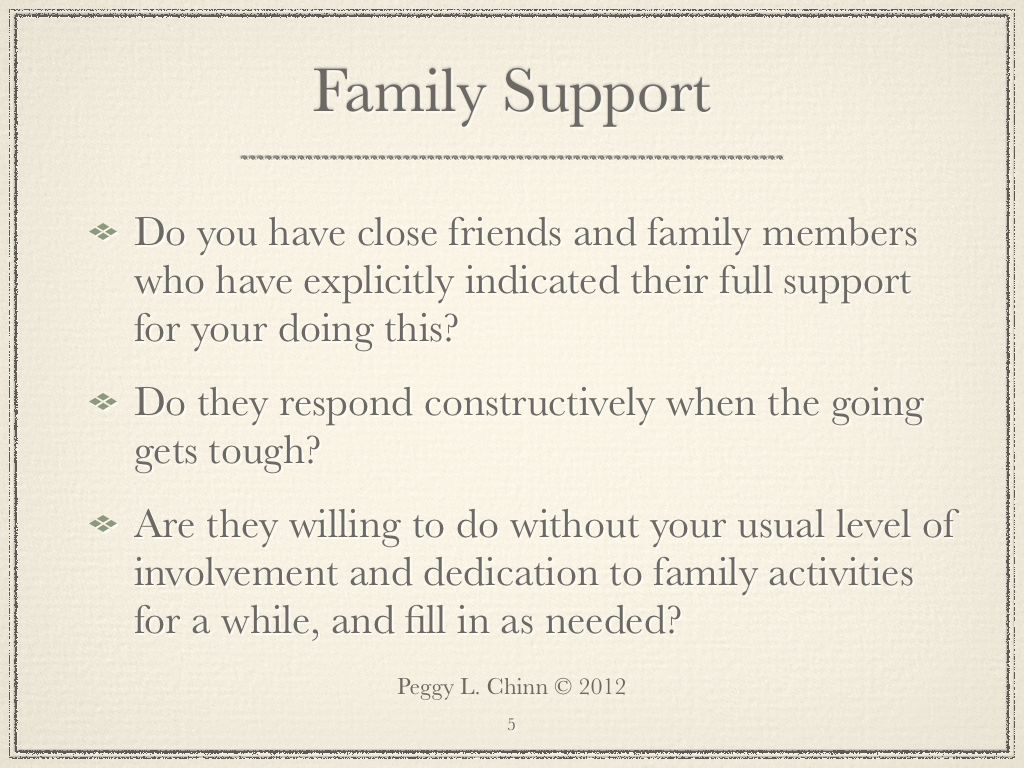 Family Support
Do you have close friends and family members
who have explicitly indicated their full support
for your doing this?
Do they respond constructively when the going
gets tough?
Are they willing to do without your usual level of
involvement and dedication to family activities
for a while, and fill in as needed?
Peggy L. Chinn © 2012
5